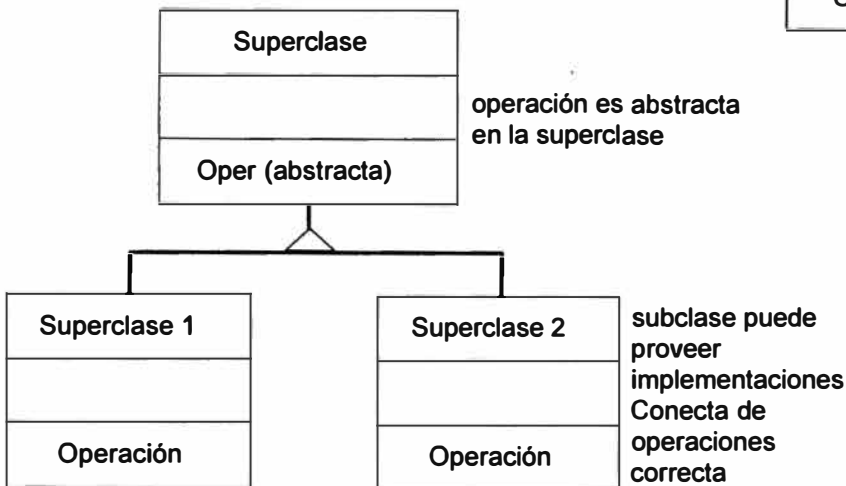 Superclase
operación es abstracta
en la superclase
Oper (abstracta)
Superclase 1
Superclase 2
subclase puede
proveer
implementaciones
Conecta de
operaciones
correcta
Operación
Operación